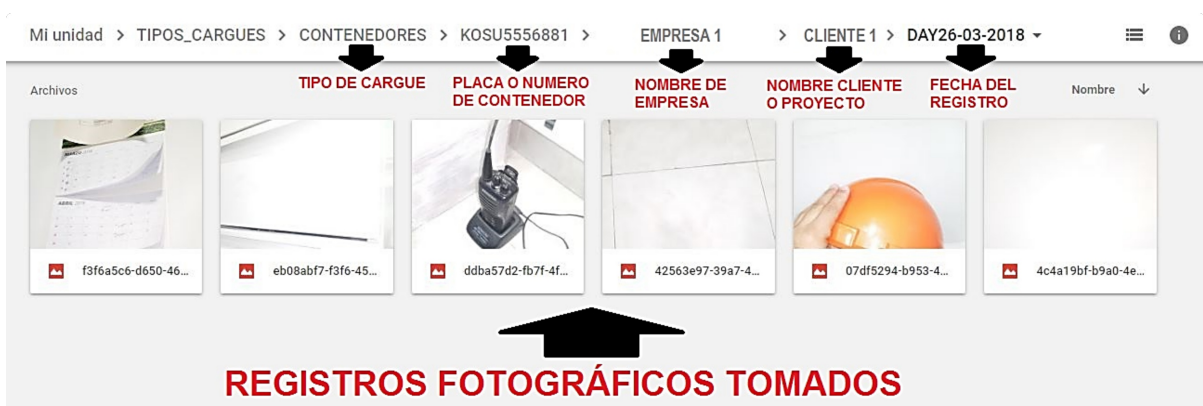 Mi unidad > TIPOS_CARGUES > CONTENEDORES > KOSU5556881 > EMPRESA 1 > CLIENTE 1 > DAY26-03-2018
TIPO DE CARGUE
PLACA O NUMERO
DE CONTENEDOR
NOMBRE DE
EMPRESA
NOMBRE CLIENTE
O PROYECTO
FECHA DEL
REGISTRO
Archivos
Nombre
MARZO
ABRIL
f3f6a5c6-d650-46...
eb08abf7-f3f6-45...
ddba57d2-fb7f-4f...
42563e97-39a7-4...
07df5294-b953-4...
4c4a19bf-b9a0-4e...
REGISTROS FOTOGRÁFICOS TOMADOS